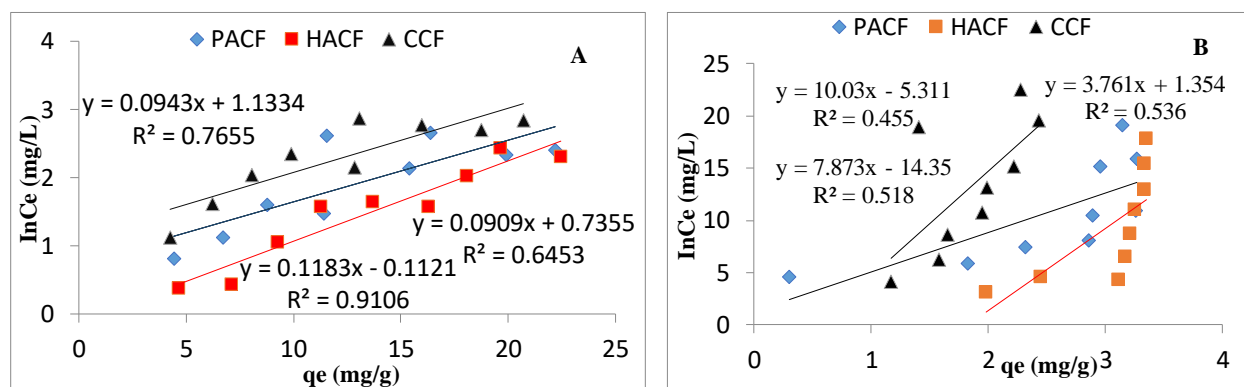 PACF HACF CCF
A
4
3
2
1
0
0 5 10 15 20 25
lnCe (mg/L)
qe (mg/g)
y = 0.0943x + 1.1334
R² = 0.7655
y = 0.0909x + 0.7355
R² = 0.6453
y = 0.1183x - 0.1121
R² = 0.9106
PACF HACF CCF
B
25
20
15
10
5
0
0 1 2 3 4
lnCe (mg/L)
qe (mg/g)
y = 10.03x - 5.311
R² = 0.455
y = 3.761x + 1.354
R² = 0.536
y = 7.873x - 14.35
R² = 0.518